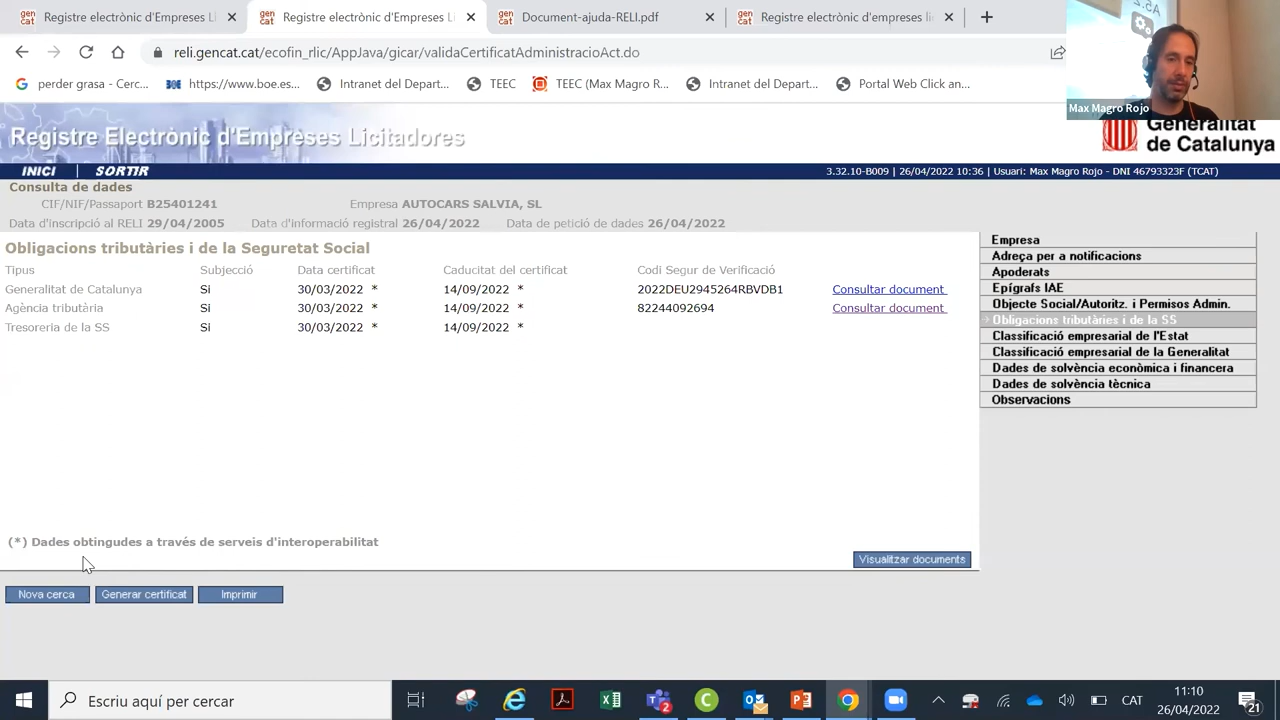 Registre electrònic d'Empreses L
Registre electrònic d'Empreses L
Document-ajuda-RELI.pdf
Registre electrònic d'empreses li
reli.gencat.cat/ecofin_rlic/AppJava/gicar/validaCertificatAdministracioAct.do
perder grasa - Cerc...
https://www.boe.es...
Intranet del Depart...
TEEC
TEEC (Max Magro R...
Intranet del Depart...
Portal Web Click an...
Max Magro Rojo
Registre Electrònic d'Empreses Licitadores
Generalitat
de Catalunya
INICI | SORTIR
3.32.10-B009 | 26/04/2022 10:36 | Usuari: Max Magro Rojo - DNI 46793323F (TCAT)
Consulta de dades
CIF/NIF/Passaport B25401241 Empresa AUTOCARS SALVIA, SL
Data d'inscripció al RELI 29/04/2005 Data d'informació registral 26/04/2022 Data de petició de dades 26/04/2022
Obligacions tributàries i de la Seguretat Social
Tipus Subjecció Data certificat Caducitat del certificat Codi Segur de Verificació
Generalitat de Catalunya Si 30/03/2022 * 14/09/2022 * 2022DEU2945264RBVDB1 Consultar document
Agència tributària Si 30/03/2022 * 14/09/2022 * 82244092694 Consultar document
Tresoreria de la SS Si 30/03/2022 * 14/09/2022 *
(*) Dades obtingudes a través de serveis d'interoperabilitat
Visualitzar documents
Nova cerca
Generar certificat
Imprimir
Empresa
Adreça per a notificacions
Apoderats
Epígrafs IAE
Objecte Social/Autoritz. i Permisos Admin.
Obligacions tributàries i de la SS
Classificació empresarial de l'Estat
Classificació empresarial de la Generalitat
Dades de solvència econòmica i financera
Dades de solvència tècnica
Observacions
Escriu aquí per cercar
CAT
11:10
26/04/2022
21